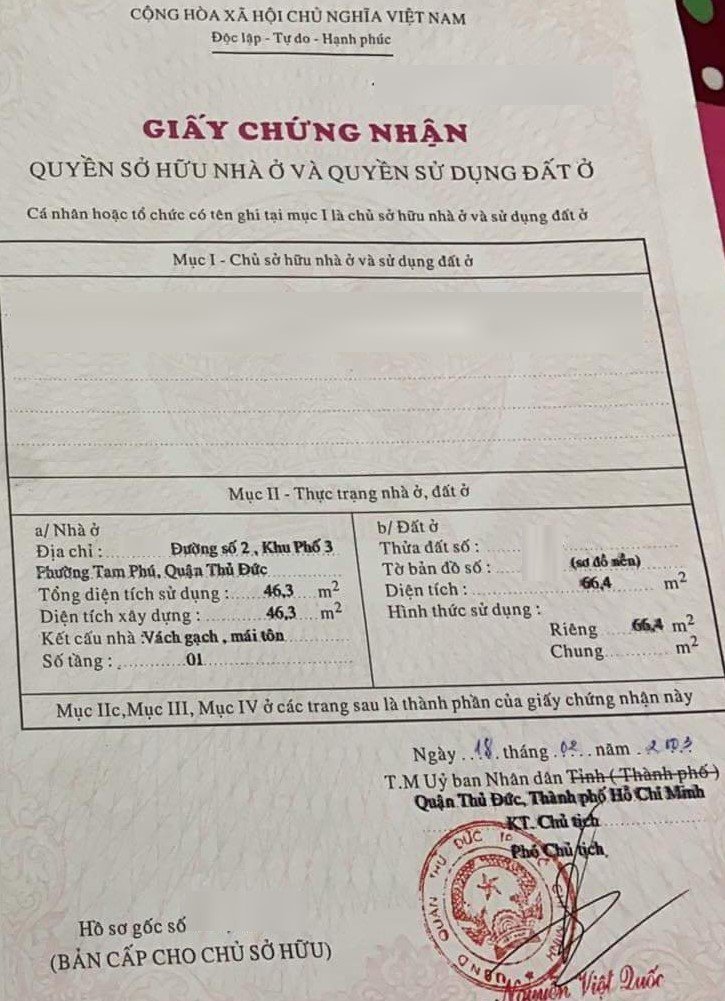 CỘNG HÒA XÃ HỘI CHỦ NGHĨA VIỆT NAM
Độc lập - Tự do - Hạnh phúc
GIẤY CHỨNG NHẬN
QUYỀN SỞ HỮU NHÀ Ở VÀ QUYỀN SỬ DỤNG ĐẤT Ở
Cá nhân hoặc tổ chức có tên ghi tại mục I là chủ sở hữu nhà ở và sử dụng đất ở
Mục I - Chủ sở hữu nhà ở và sử dụng đất ở
Mục II - Thực trạng nhà ở, đất ở
a/ Nhà ở
Địa chỉ : Đường số 2 , Khu Phố 3
Phường Tam Phú, Quận Thủ Đức
Tổng diện tích sử dụng : 46,3 m2
Diện tích xây dựng : 46,3 m2
Kết cấu nhà : Vách gạch , mái tôn
Số tầng : 01
b/ Đất ở
Thửa đất số :
Tờ bản đồ số : (sơ đồ nền)
Diện tích : 66,4 m2
Hình thức sử dụng :
Riêng 66,4 m2
Chung m2
Mục IIc,Mục III, Mục IV ở các trang sau là thành phần của giấy chứng nhận này
Ngày 18 tháng 02 năm 2003
T.M Uỷ ban Nhân dân Tỉnh ( Thành phố )
Quận Thủ Đức, Thành phố Hồ Chí Minh
KT. Chủ tịch
Phó Chủ tịch
UBND QUẬN THỦ ĐỨC
Hồ sơ gốc số
(BẢN CẤP CHO CHỦ SỞ HỮU)
Nguyễn Việt Quốc